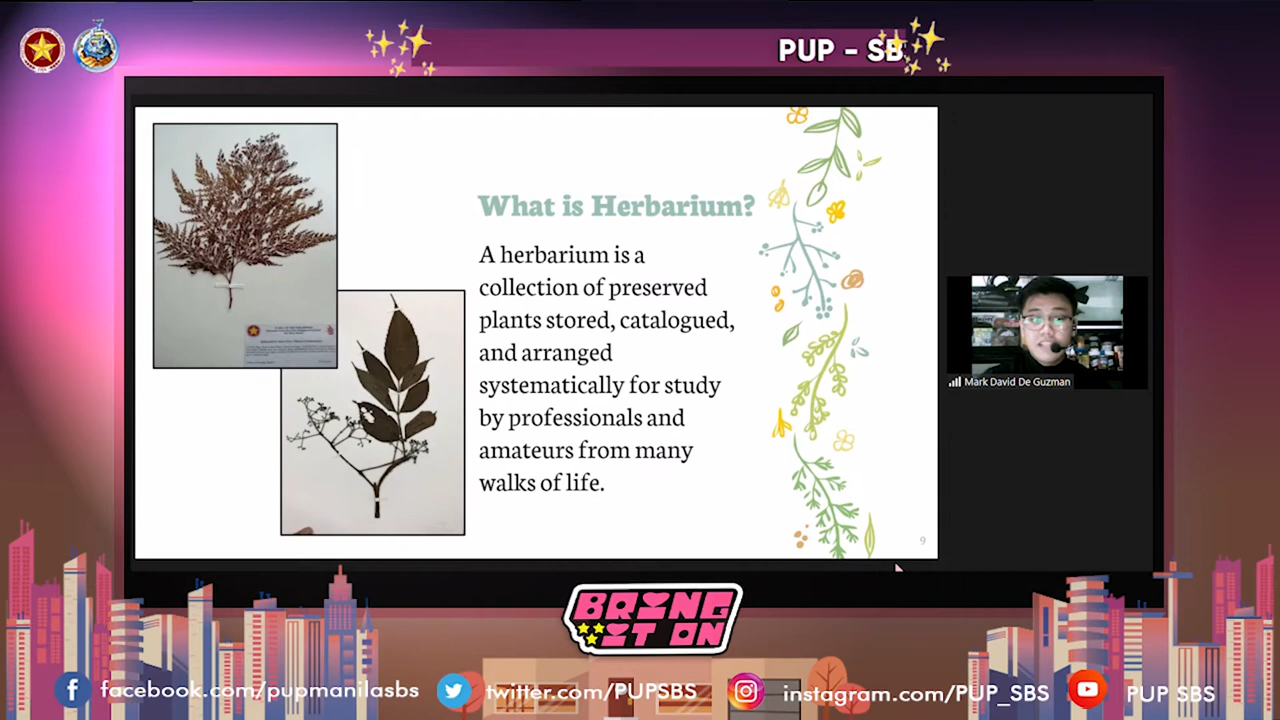 PUP - SB
What is Herbarium?
A herbarium is a
collection of preserved
plants stored, catalogued,
and arranged
systematically for study
by professionals and
amateurs from many
walks of life.
9
Mark David De Guzman
BRING
IT ON
facebook.com/pupmanilasbs
twitter.com/PUPSBS
instagram.com/PUP_SBS
PUP SBS